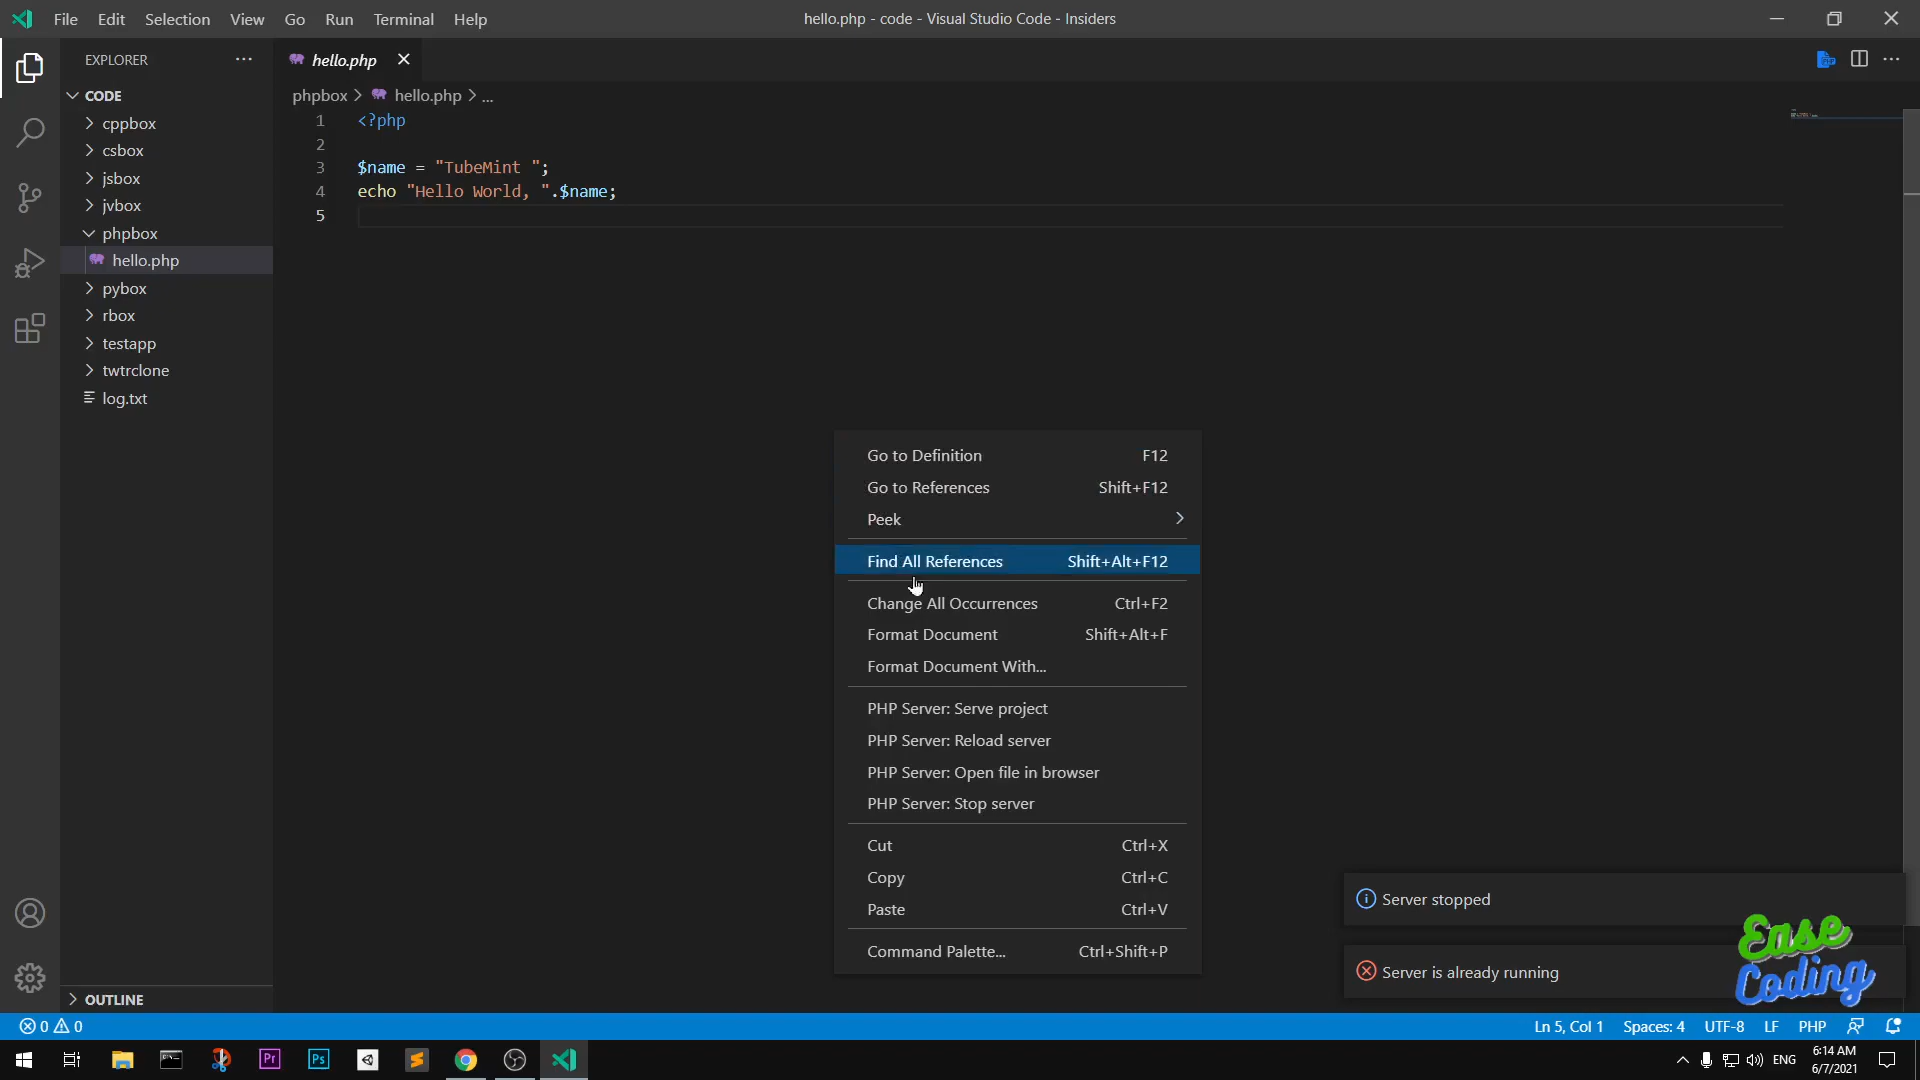 File Edit Selection View Go Run Terminal Help
hello.php - code - Visual Studio Code - Insiders
EXPLORER
hello.php
CODE
phpbox > hello.php > ...
cppbox
csbox
jsbox
jvbox
phpbox
hello.php
pybox
rbox
testapp
twtrclone
log.txt
1 <?php
2
3 $name = "TubeMint ";
4 echo "Hello World, ".$name;
5
Go to Definition F12
Go to References Shift+F12
Peek
Find All References Shift+Alt+F12
Change All Occurrences Ctrl+F2
Format Document Shift+Alt+F
Format Document With...
PHP Server: Serve project
PHP Server: Reload server
PHP Server: Open file in browser
PHP Server: Stop server
Cut Ctrl+X
Copy Ctrl+C
Paste Ctrl+V
Command Palette... Ctrl+Shift+P
Server stopped
Server is already running
Ease
Coding
OUTLINE
0 0
Ln 5, Col 1 Spaces: 4 UTF-8 LF PHP
Pr Ps
ENG
6:14 AM
6/7/2021